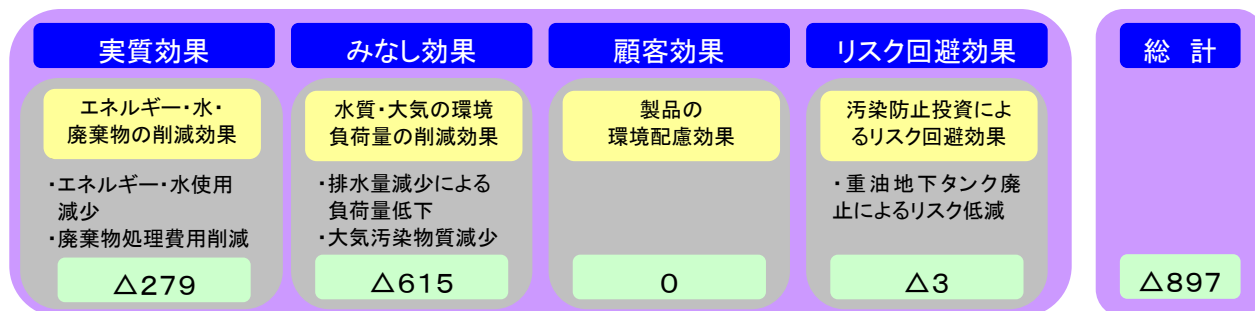 実質効果
エネルギー・水・
廃棄物の削減効果
・エネルギー・水使用
減少
・廃棄物処理費用削減
△279
みなし効果
水質・大気の環境
負荷量の削減効果
・排水量減少による
負荷量低下
・大気汚染物質減少
△615
顧客効果
製品の
環境配慮効果
0
リスク回避効果
汚染防止投資によ
るリスク回避効果
・重油地下タンク廃
止によるリスク低減
△3
総 計
△897